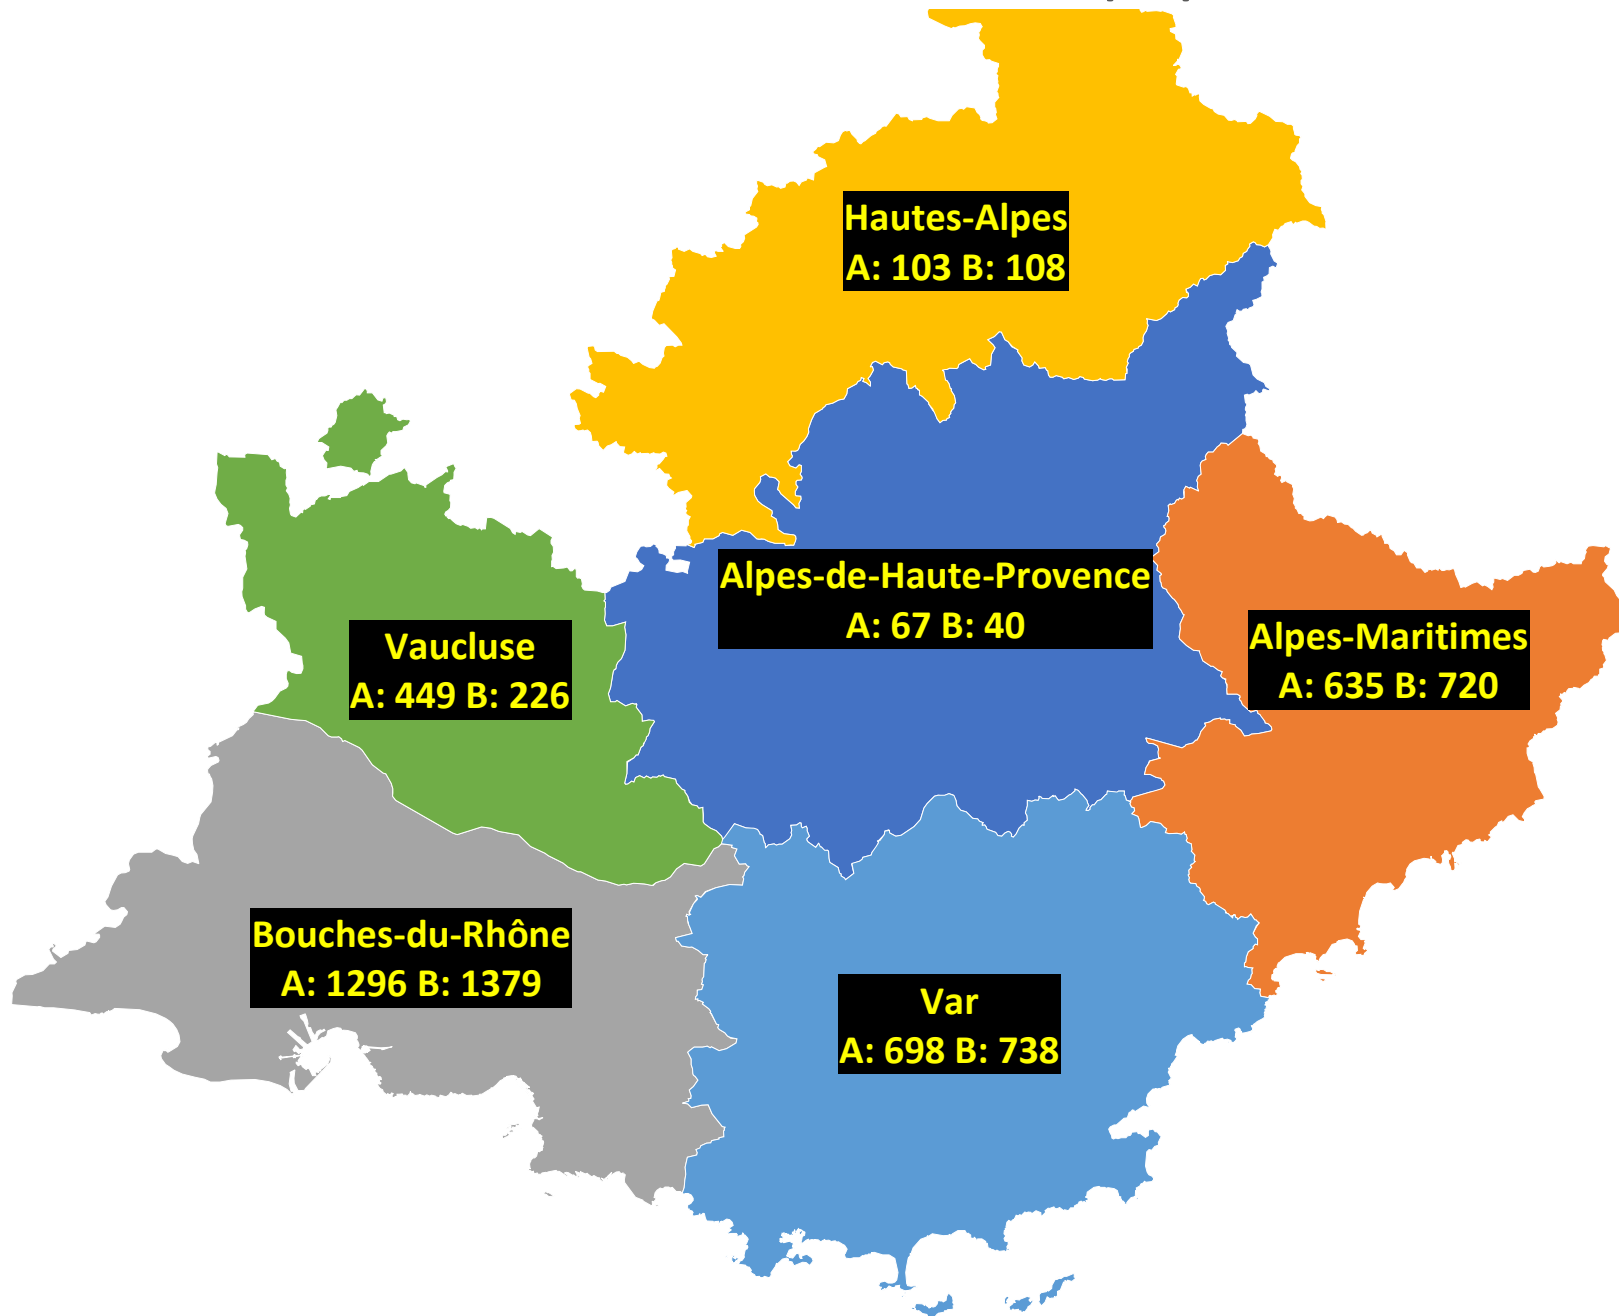 Hautes-Alpes
A: 103 B: 108
Alpes-de-Haute-Provence
A: 67 B: 40
Vaucluse
A: 449 B: 226
Alpes-Maritimes
A: 635 B: 720
Bouches-du-Rhône
A: 1296 B: 1379
Var
A: 698 B: 738